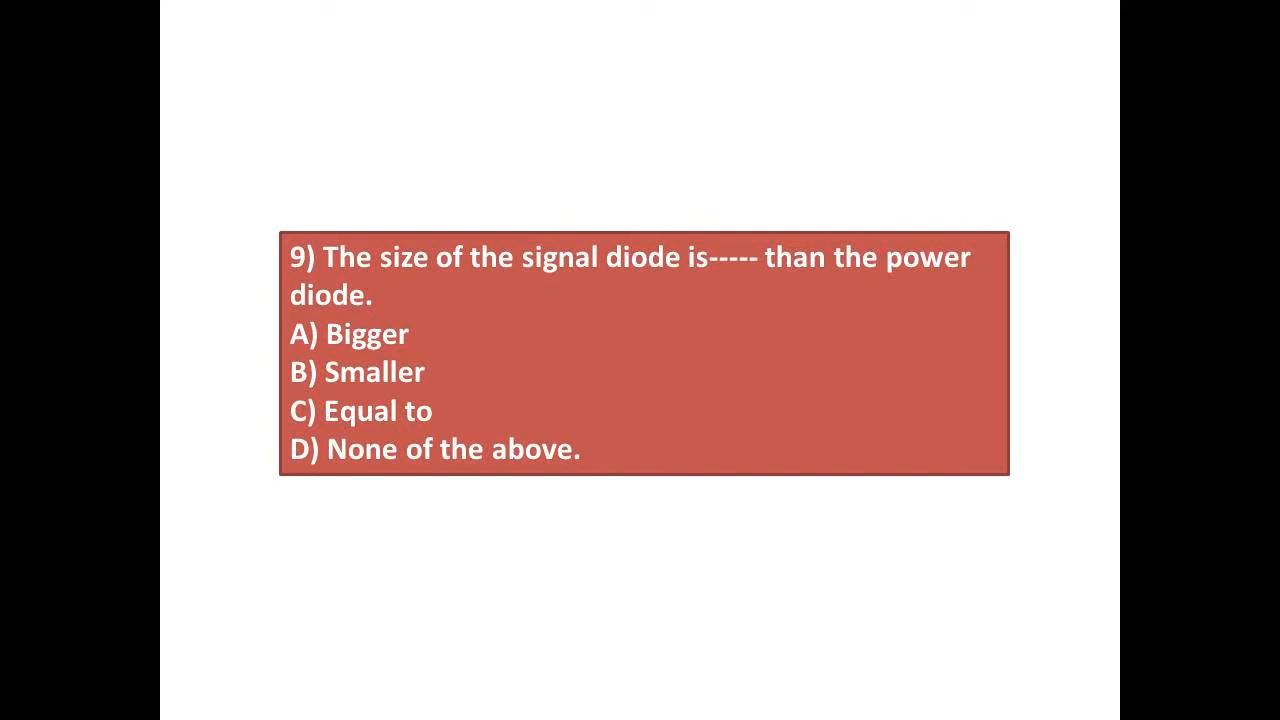 9) The size of the signal diode is----- than the power
diode.
A) Bigger
B) Smaller
C) Equal to
D) None of the above.